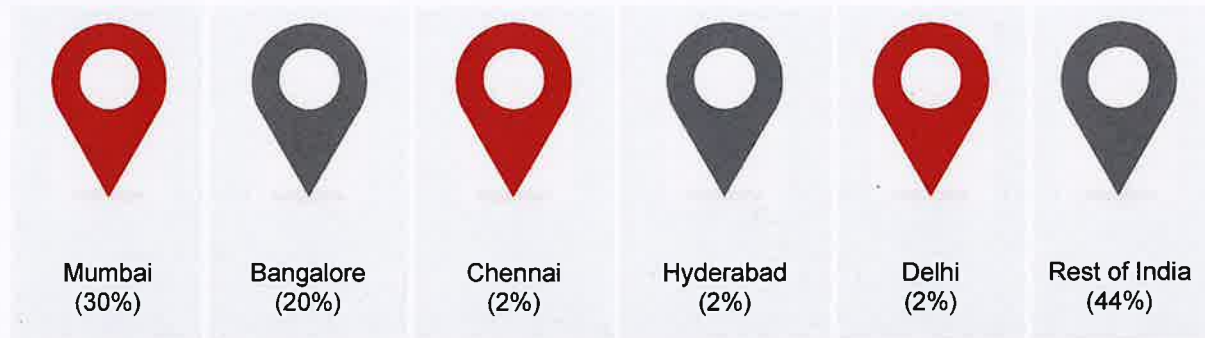 Mumbai
(30%)
Bangalore
(20%)
Chennai
(2%)
Hyderabad
(2%)
Delhi
(2%)
Rest of India
(44%)